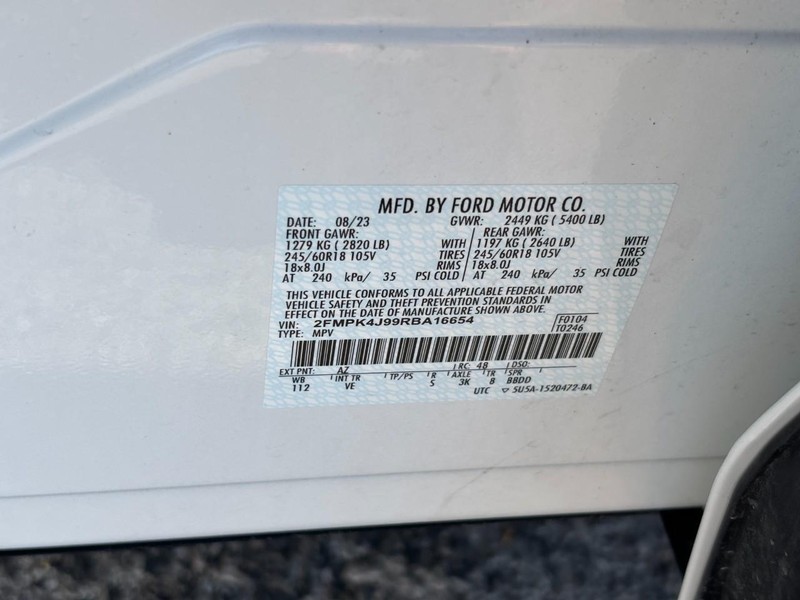 MFD. BY FORD MOTOR CO.
DATE: 08/23 GVWR: 2449 KG ( 5400 LB)
FRONT GAWR: REAR GAWR:
1279 KG ( 2820 LB) WITH 1197 KG ( 2640 LB) WITH
245/60R18 105V TIRES 245/60R18 105V TIRES
18x8.0J RIMS 18x8.0J RIMS
AT 240 kPa/ 35 PSI COLD AT 240 kPa/ 35 PSI COLD
THIS VEHICLE CONFORMS TO ALL APPLICABLE FEDERAL MOTOR
VEHICLE SAFETY AND THEFT PREVENTION STANDARDS IN
EFFECT ON THE DATE OF MANUFACTURE SHOWN ABOVE.
VIN: 2FMPK4J99RBA16654 F0104
TYPE: MPV T0246
EXT PNT: AZ RC: 48 DSO:
WB INT TR TP/PS R AXLE TR SPR
112 VE S 3K B BBDD
UTC ▽ 5U5A-1520472-BA